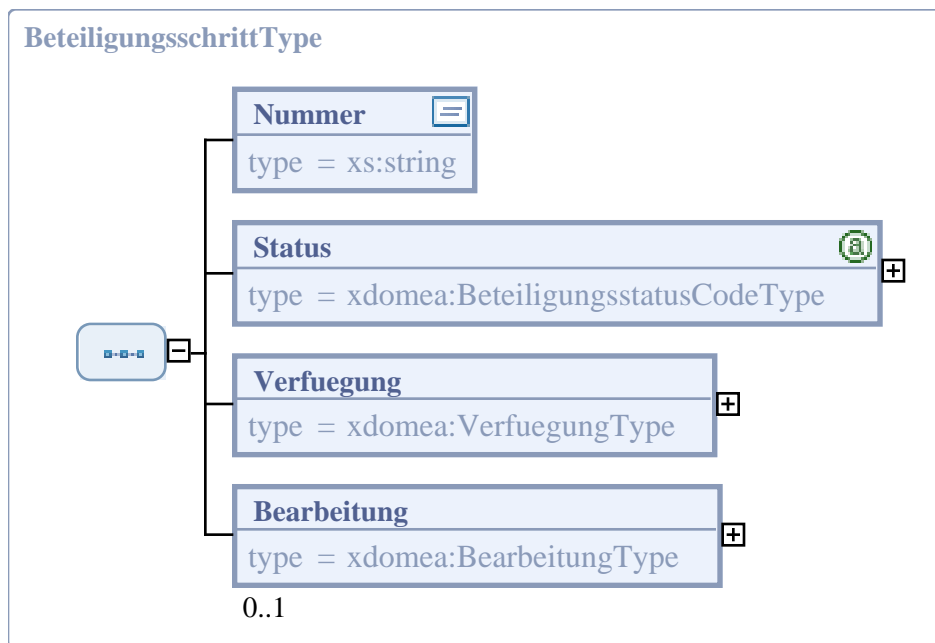 BeteiligungsschrittType
Nummer
type = xs:string
Status
type = xdomea:BeteiligungsstatusCodeType
Verfuegung
type = xdomea:VerfuegungType
Bearbeitung
type = xdomea:BearbeitungType
0..1